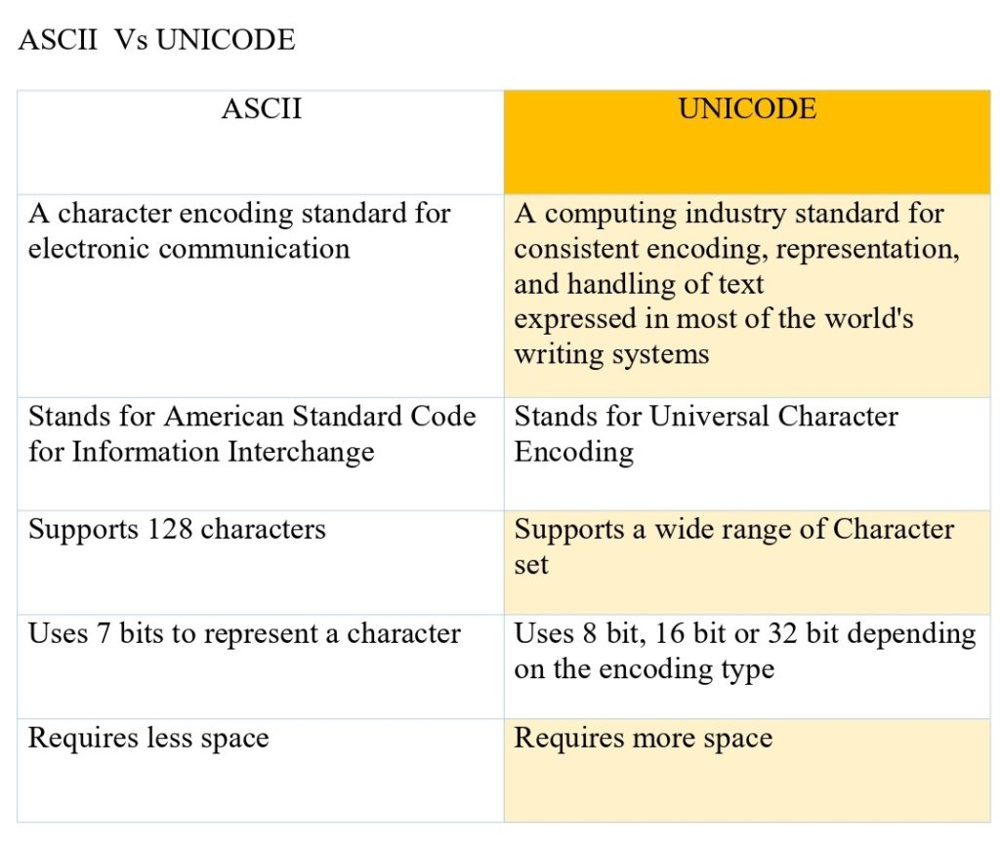 ASCII Vs UNICODE
ASCII
UNICODE
A character encoding standard for
electronic communication
A computing industry standard for
consistent encoding, representation,
and handling of text
expressed in most of the world's
writing systems
Stands for American Standard Code
for Information Interchange
Stands for Universal Character
Encoding
Supports 128 characters
Supports a wide range of Character
set
Uses 7 bits to represent a character
Uses 8 bit, 16 bit or 32 bit depending
on the encoding type
Requires less space
Requires more space